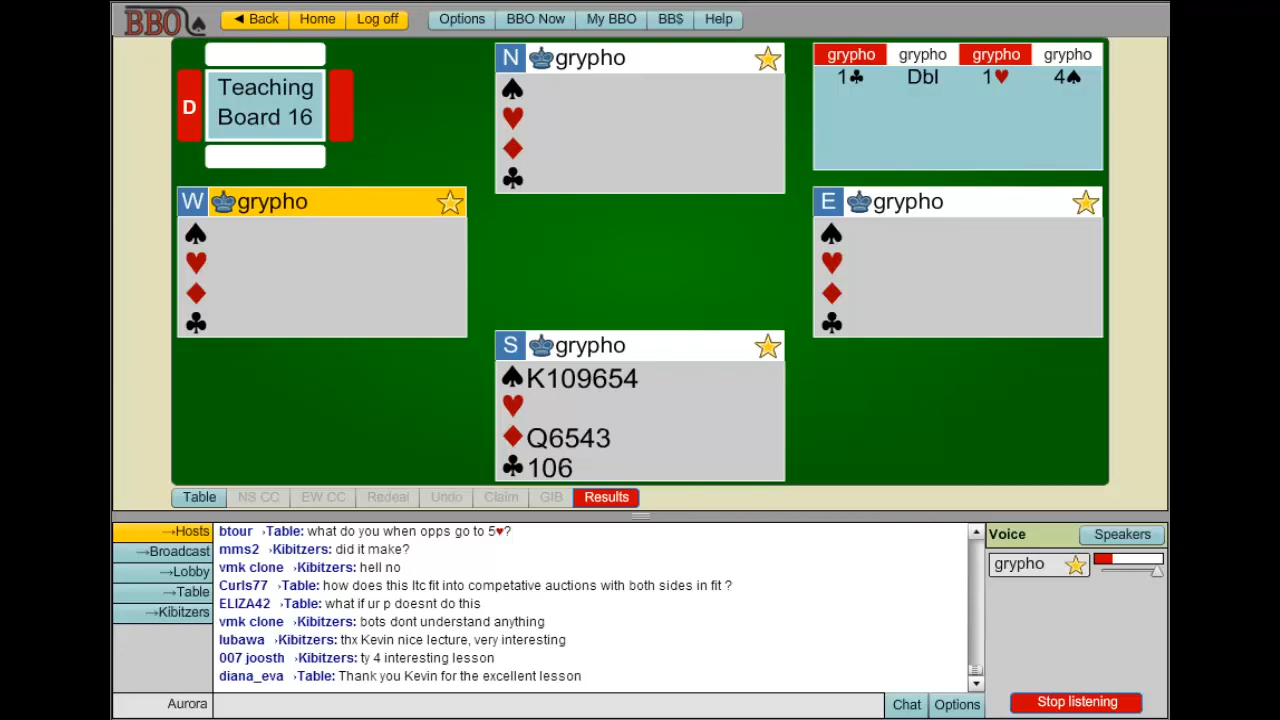 BBO ◄ Back Home Log off Options BBO Now My BBO BB$ Help
D Teaching
Board 16
N grypho
♠
♥
♦
♣
grypho grypho grypho grypho
1♣ Dbl 1♥ 4♠
W grypho
♠
♥
♦
♣
E grypho
♠
♥
♦
♣
S grypho
♠K109654
♥
♦Q6543
♣106
Table NS CC EW CC Redeal Undo Claim GIB Results
→Hosts
→Broadcast
→Lobby
→Table
→Kibitzers
btour ›Table: what do you when opps go to 5♥?
mms2 ›Kibitzers: did it make?
vmk clone ›Kibitzers: hell no
Curls77 ›Table: how does this ltc fit into competative auctions with both sides in fit ?
ELIZA42 ›Table: what if ur p doesnt do this
vmk clone ›Kibitzers: bots dont understand anything
lubawa ›Kibitzers: thx Kevin nice lecture, very interesting
007 joosth ›Kibitzers: ty 4 interesting lesson
diana_eva ›Table: Thank you Kevin for the excellent lesson
Voice Speakers
grypho
Aurora Chat Options Stop listening